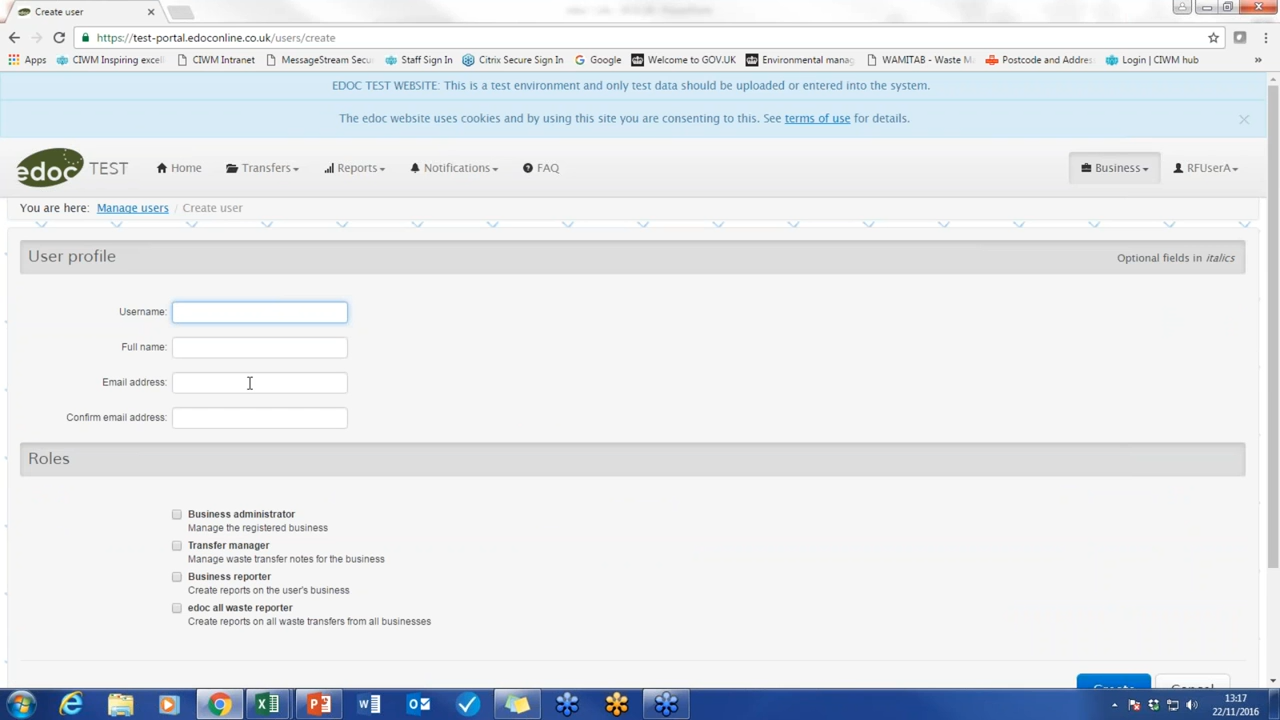 Create user
https://test-portal.edoconline.co.uk/users/create
Apps CIWM Inspiring excell CIWM Intranet MessageStream Secu Staff Sign In Citrix Secure Sign In Google Welcome to GOV.UK Environmental manag WAMITAB - Waste M Postcode and Addres Login | CIWM hub
EDOC TEST WEBSITE: This is a test environment and only test data should be uploaded or entered into the system.
The edoc website uses cookies and by using this site you are consenting to this. See terms of use for details.
edoc TEST Home Transfers Reports Notifications FAQ Business RFUserA
You are here: Manage users / Create user
User profile Optional fields in italics
Username:
Full name:
Email address:
Confirm email address:
Roles
Business administrator
Manage the registered business
Transfer manager
Manage waste transfer notes for the business
Business reporter
Create reports on the user's business
edoc all waste reporter
Create reports on all waste transfers from all businesses
Create Cancel
13:17
22/11/2016